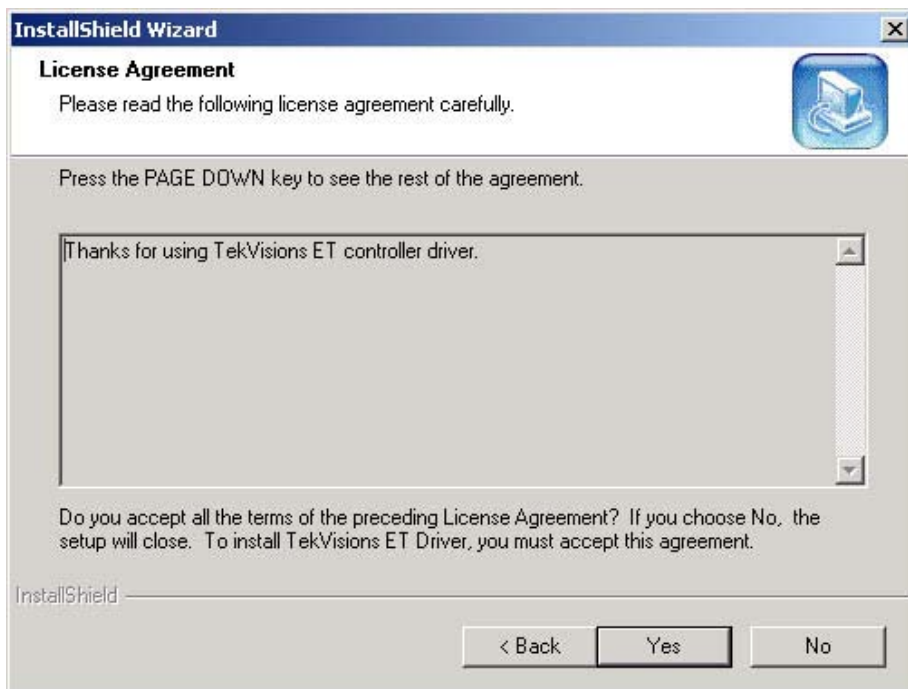 InstallShield Wizard
License Agreement
Please read the following license agreement carefully.
Press the PAGE DOWN key to see the rest of the agreement.
Thanks for using TekVisions ET controller driver.
Do you accept all the terms of the preceding License Agreement? If you choose No, the
setup will close. To install TekVisions ET Driver, you must accept this agreement.
InstallShield
< Back
Yes
No